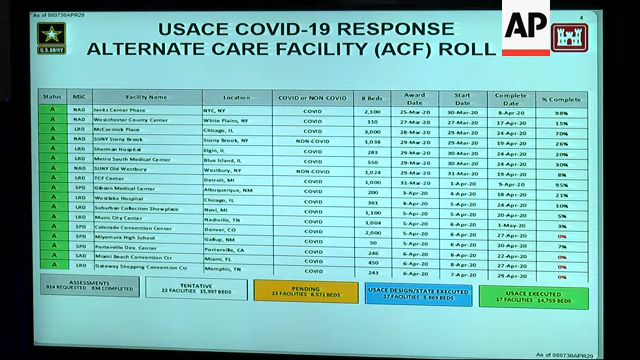 As of 080730APR20
4
USACE COVID-19 RESPONSE
ALTERNATE CARE FACILITY (ACF) ROLL
AP
U.S.ARMY
Status MSC Facility Name Location COVID or NON-COVID # Beds Award Date Start Date Complete Date % Complete
A NAD Javits Center Phase NYC, NY COVID 2,100 25-Mar-20 30-Mar-20 8-Apr-20 98%
A NAD Westchester County Center White Plains, NY COVID 110 27-Mar-20 15%
A LRD McCormick Place Chicago, IL COVID 3,000 28-Mar-20 29-Mar-20 24-Apr-20 70%
A NAD SUNY Stony Brook Stony Brook, NY NON-COVID 1,038 29-Mar-20 19-Apr-20 26%
A LRD Sherman Hospital Elgin, IL COVID 283 29-Mar-20 30-Mar-20 24-Apr-20 20%
A LRD Metro South Medical Center Blue Island, IL COVID 550 29-Mar-20 30-Mar-20 24-Apr-20 30%
A NAD SUNY Old Westbury Westbury, NY NON-COVID 1,024 29-Mar-20 31-Mar-20 19-Apr-20 8%
A LRD TCF Center Detroit, MI COVID 1,000 31-Mar-20 1-Apr-20 9-Apr-20 95%
A SPD Gibson Medical Center Albuquerque, NM COVID 200 3-Apr-20 4-Apr-20 18-Apr-20 21%
A LRD Westlake Hospital Chicago, IL COVID 361 4-Apr-20 5-Apr-20 24-Apr-20 10%
A LRD Suburban Collection Showplace Novi, MI COVID 1,100 4-Apr-20 5-Apr-20 20-Apr-20 5%
A LRD Music City Center Nashville, TN COVID 5-Apr-20 6-Apr-20 1-May-20 3%
A SPD Colorado Convention Center Denver, CO COVID 2,000 5-Apr-20 6-Apr-20 27-Apr-20 0%
A SPD Miyamura High School Gallup, NM COVID 50 5-Apr-20 6-Apr-20 20-Apr-20 7%
A SPD Porterville Dev. Center Porterville, CA COVID 246 5-Apr-20 6-Apr-20 22-Apr-20 0%
A SAD Miami Beach Convention Ctr Miami, FL COVID 450 6-Apr-20 8-Apr-20 27-Apr-20 0%
A LRD Gateway Shopping Convention Ctr Memphis, TN COVID 243 6-Apr-20 7-Apr-20 29-Apr-20 0%
ASSESSMENTS
914 REQUESTED 834 COMPLETED
TENTATIVE
22 FACILITIES 15,997 BEDS
PENDING
23 FACILITIES 8,571 BEDS
USACE DESIGN/STATE EXECUTED
17 FACILITIES 5,869 BEDS
USACE EXECUTED
17 FACILITIES 14,759 BEDS
As of 080730APR20